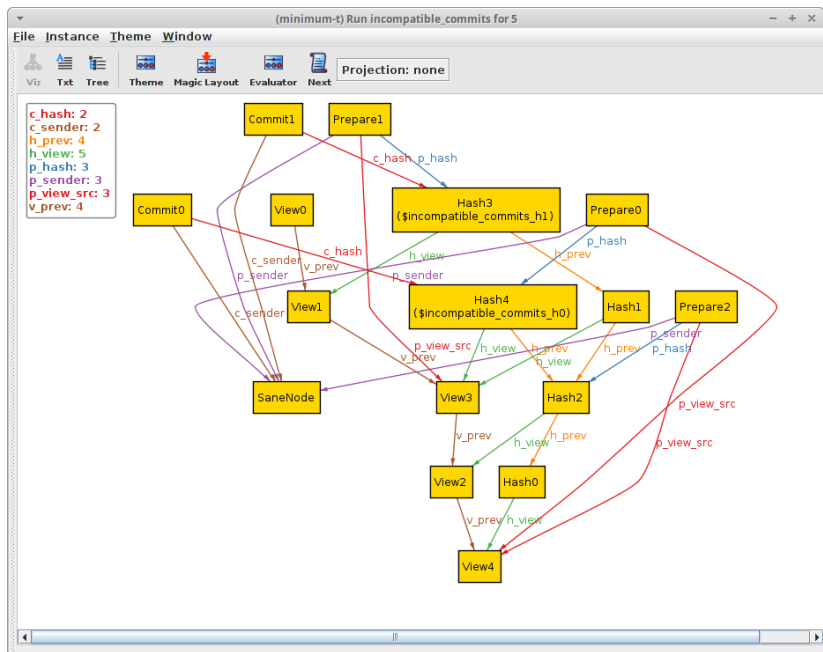 (minimum-t) Run incompatible_commits for 5
File Instance Theme Window
Viz Txt Tree Theme Magic Layout Evaluator Next Projection: none
c_hash: 2
c_sender: 2
h_prev: 4
h_view: 5
p_hash: 3
p_sender: 3
p_view_src: 3
v_prev: 4
Commit1 Prepare1
c_hash p_hash
Commit0 View0 Hash3 Prepare0
($incompatible_commits_h1)
p_hash
c_hash h_view h_prev
c_sender v_prev
p_sender p_sender
Hash4
View1 Hash1 Prepare2
($incompatible_commits_h0)
c_sender
p_sender
p_view_src h_view h_prev h_prev p_hash
v_prev h_view
SaneNode View3 Hash2
p_view_src
v_prev h_view h_prev p_view_src
View2 Hash0
v_prev h_view
View4